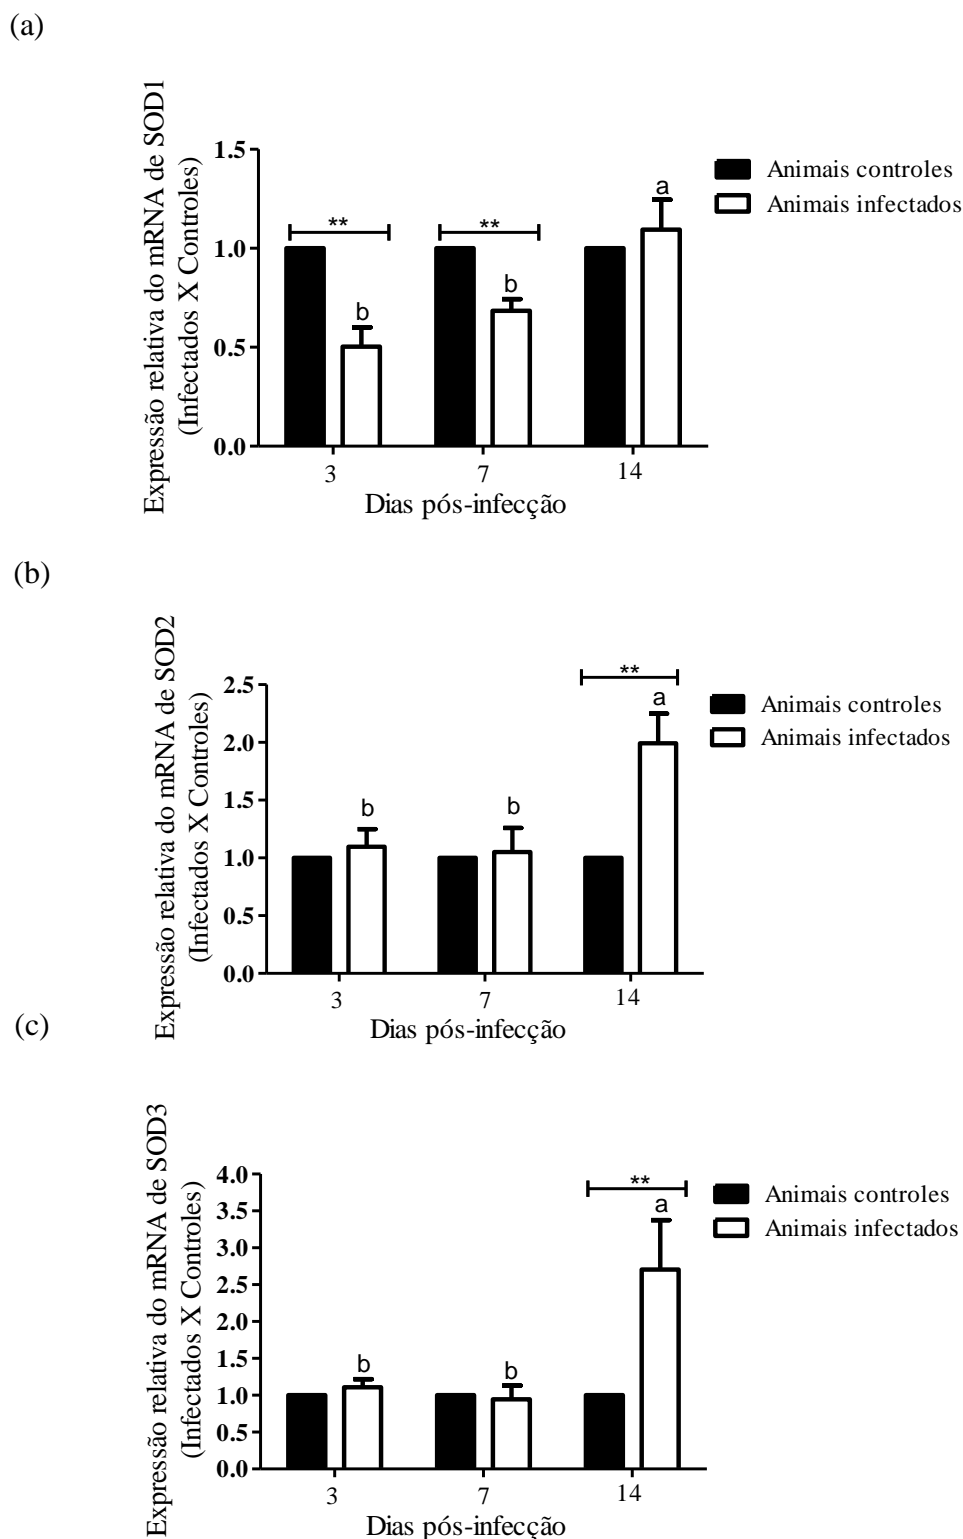 (a)
Expressão relativa do mRNA de SOD1
(Infectados X Controles)
1.5
1.0
0.5
0.0
**
**
b
b
a
Animais controles
Animais infectados
3
7
14
Dias pós-infecção
(b)
Expressão relativa do mRNA de SOD2
(Infectados X Controles)
2.5
2.0
1.5
1.0
0.5
0.0
**
b
b
a
Animais controles
Animais infectados
3
7
14
Dias pós-infecção
(c)
Expressão relativa do mRNA de SOD3
(Infectados X Controles)
4.0
3.5
3.0
2.5
2.0
1.5
1.0
0.5
0.0
**
b
b
a
Animais controles
Animais infectados
3
7
14
Dias pós-infecção